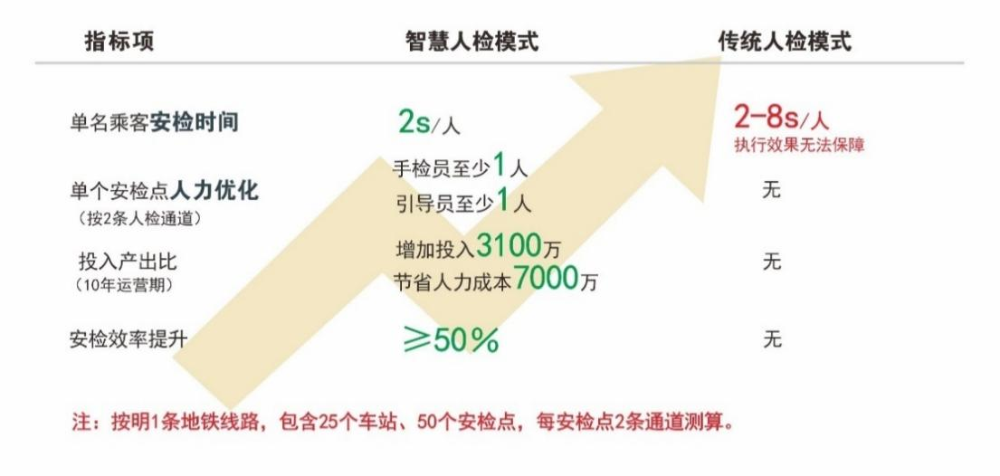 指标项 智慧人检模式 传统人检模式
单名乘客安检时间 2s/人 2-8s/人
执行效果无法保障
单个安检点人力优化
（按2条人检通道）
手检员至少1人
引导员至少1人
无
投入产出比
（10年运营期）
增加投入3100万
节省人力成本7000万
无
安检效率提升 ≥50% 无
注：按明1条地铁线路，包含25个车站、50个安检点，每安检点2条通道测算。